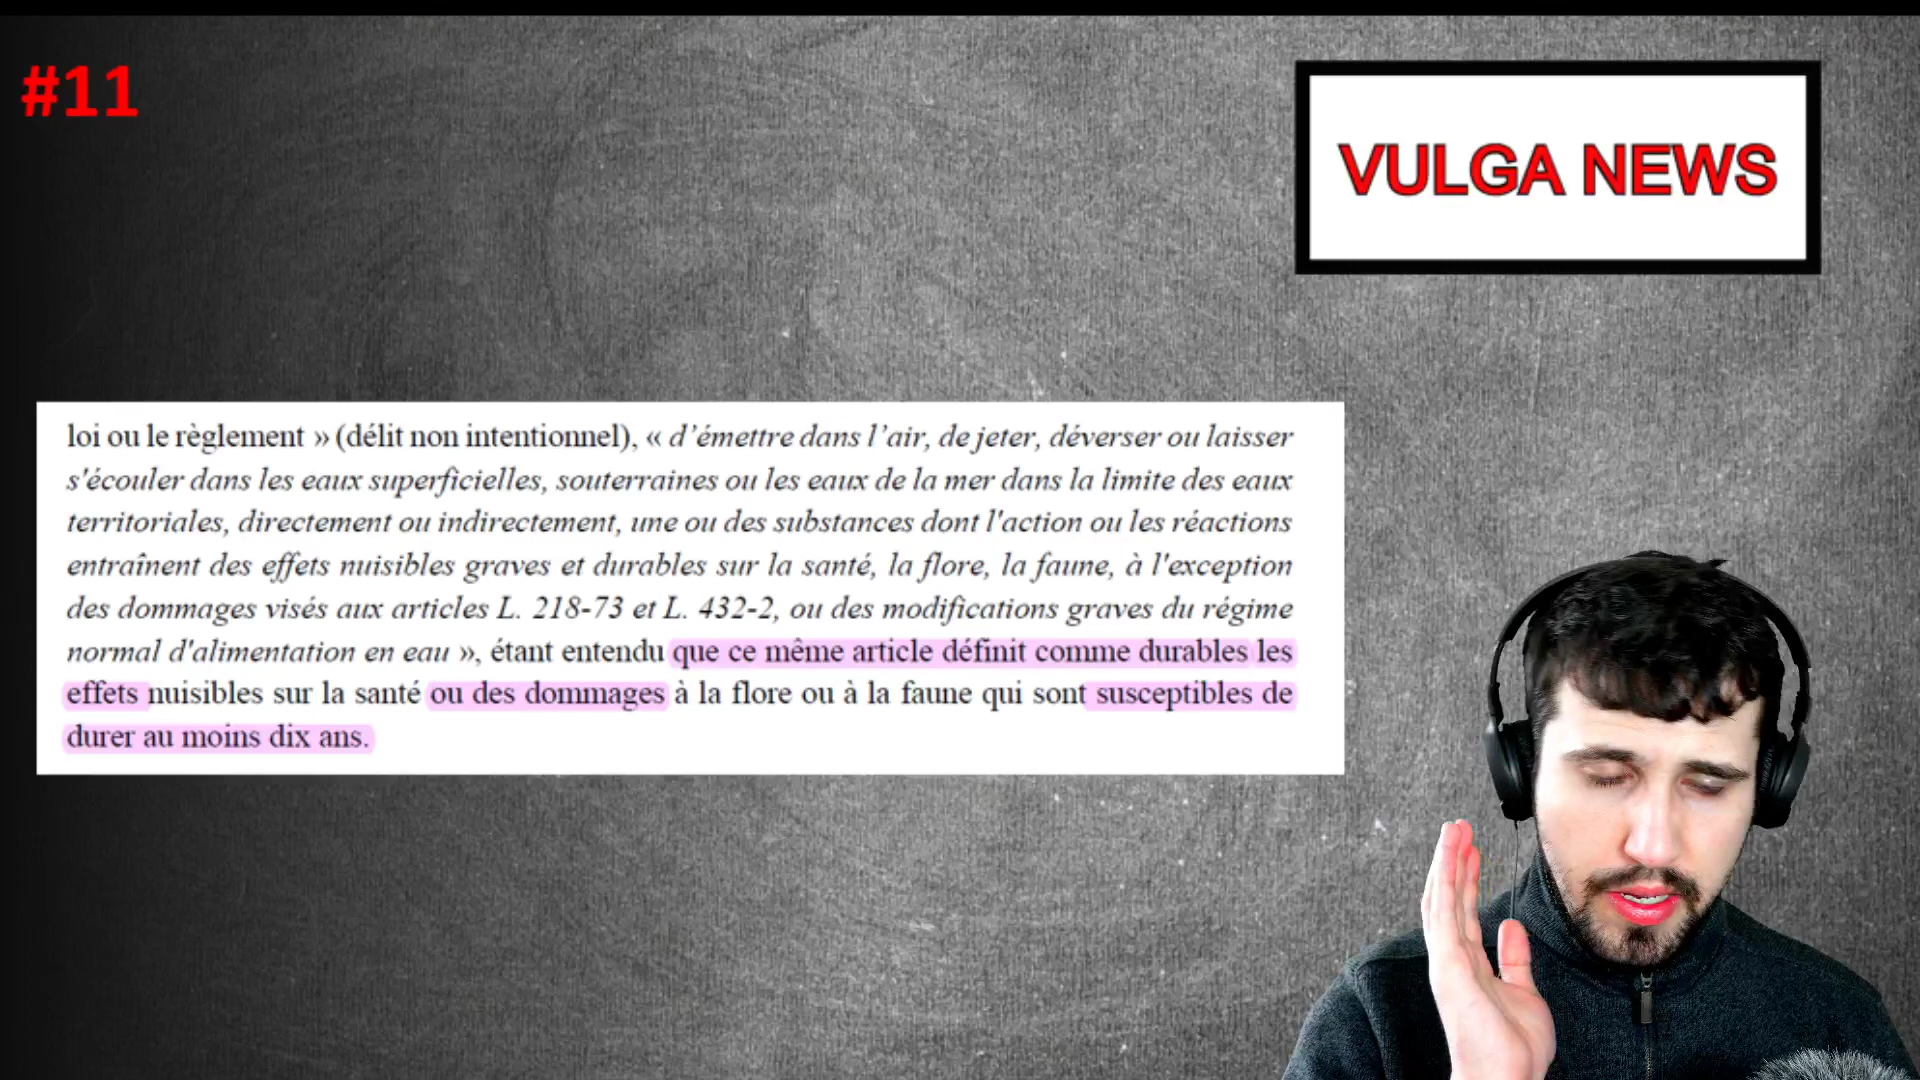 #11
VULGA NEWS
loi ou le règlement » (délit non intentionnel), « d’émettre dans l’air, de jeter, déverser ou laisser
s'écouler dans les eaux superficielles, souterraines ou les eaux de la mer dans la limite des eaux
territoriales, directement ou indirectement, une ou des substances dont l'action ou les réactions
entraînent des effets nuisibles graves et durables sur la santé, la flore, la faune, à l'exception
des dommages visés aux articles L. 218-73 et L. 432-2, ou des modifications graves du régime
normal d'alimentation en eau », étant entendu que ce même article définit comme durables les
effets nuisibles sur la santé ou des dommages à la flore ou à la faune qui sont susceptibles de
durer au moins dix ans.